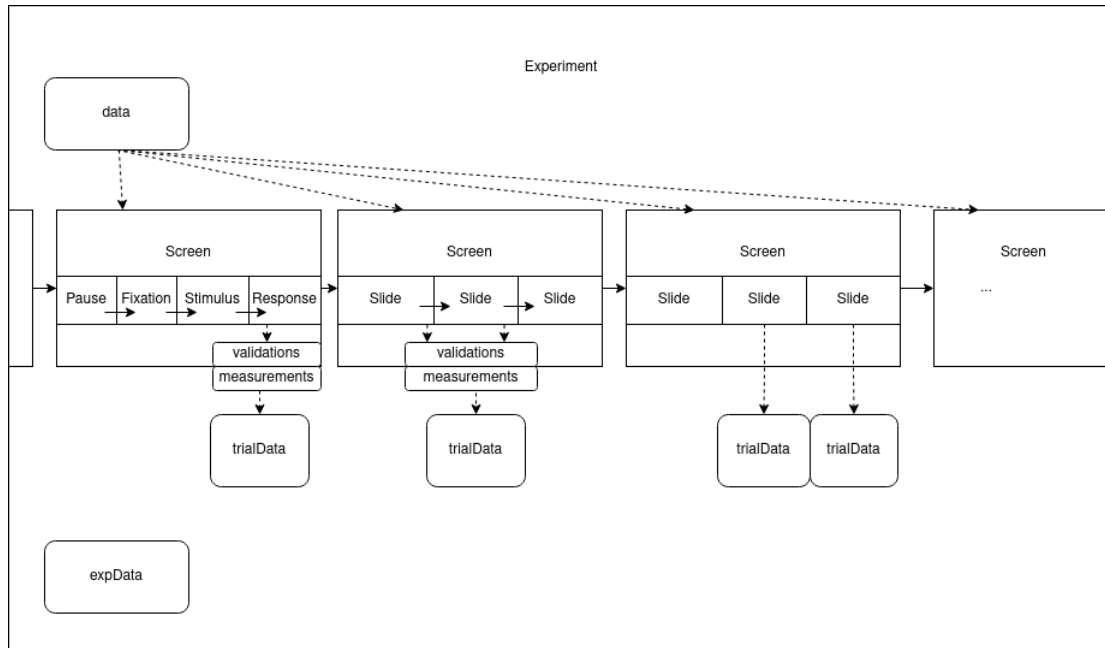 Experiment
data
Screen
Screen
Screen
Screen
Pause Fixation Stimulus Response
Slide Slide Slide
Slide Slide Slide
...
validations
measurements
validations
measurements
trialData
trialData
trialData
trialData
expData